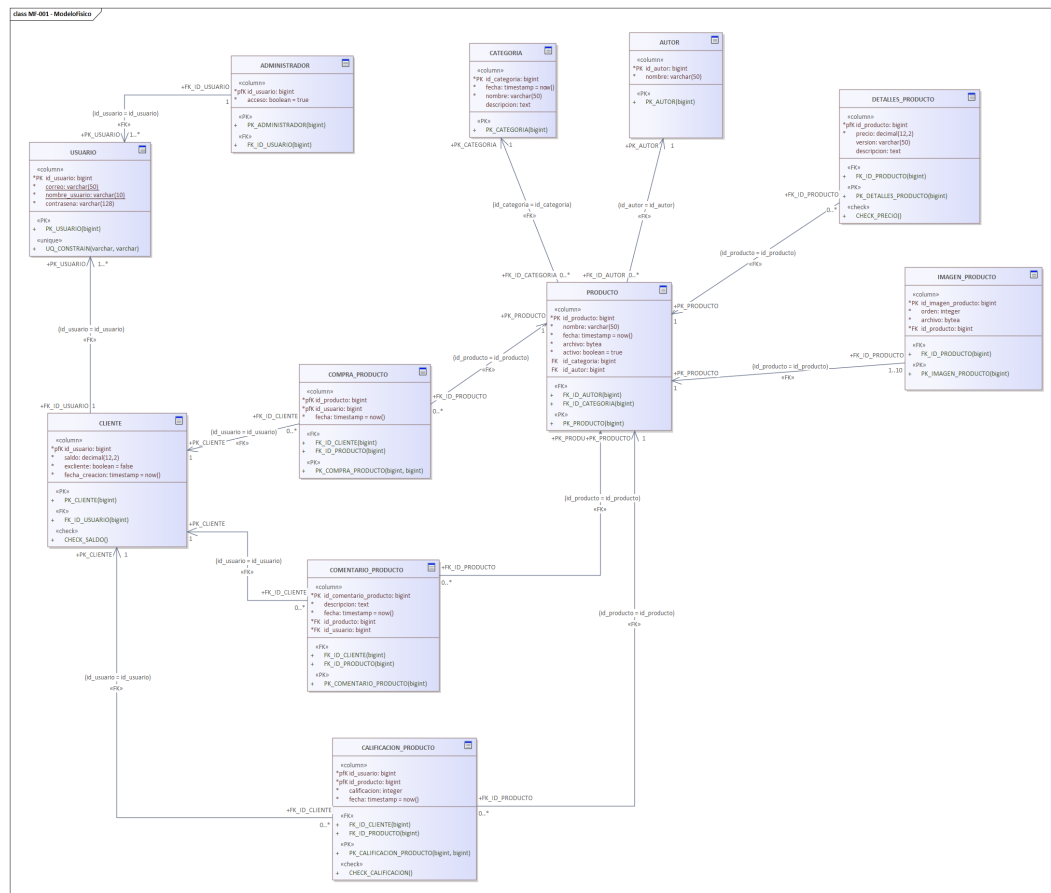 class MF-001 - ModeloFisico
ADMINISTRADOR
«column»
*pfK id_usuario: bigint
* acceso: boolean = true
«PK»
+ PK_ADMINISTRADOR(bigint)
«FK»
+ FK_ID_USUARIO(bigint)
+FK_ID_USUARIO
1
(id_usuario = id_usuario)
«FK»
+PK_USUARIO
1..*
USUARIO
«column»
*PK id_usuario: bigint
* correo: varchar(50)
* nombre_usuario: varchar(10)
* contrasena: varchar(128)
«PK»
+ PK_USUARIO(bigint)
«unique»
+ UQ_CONSTRAIN(varchar, varchar)
+PK_USUARIO
1..*
(id_usuario = id_usuario)
«FK»
+FK_ID_USUARIO
1
CATEGORIA
«column»
*PK id_categoria: bigint
* fecha: timestamp = now()
* nombre: varchar(50)
descripcion: text
«PK»
+ PK_CATEGORIA(bigint)
+PK_CATEGORIA
1
(id_categoria = id_categoria)
«FK»
+FK_ID_CATEGORIA
0..*
AUTOR
«column»
*PK id_autor: bigint
* nombre: varchar(50)
«PK»
+ PK_AUTOR(bigint)
+PK_AUTOR
1
(id_autor = id_autor)
«FK»
+FK_ID_AUTOR
0..*
DETALLES_PRODUCTO
«column»
*pfK id_producto: bigint
* precio: decimal(12,2)
version: varchar(50)
descripcion: text
«FK»
+ FK_ID_PRODUCTO(bigint)
«PK»
+ PK_DETALLES_PRODUCTO(bigint)
«check»
+ CHECK_PRECIO()
+FK_ID_PRODUCTO
0..*
(id_producto = id_producto)
«FK»
+PK_PRODUCTO
1
IMAGEN_PRODUCTO
«column»
*PK id_imagen_producto: bigint
* orden: integer
* archivo: bytea
*FK id_producto: bigint
«FK»
+ FK_ID_PRODUCTO(bigint)
«PK»
+ PK_IMAGEN_PRODUCTO(bigint)
+FK_ID_PRODUCTO
1..10
(id_producto = id_producto)
«FK»
+PK_PRODUCTO
1
PRODUCTO
«column»
*PK id_producto: bigint
* nombre: varchar(50)
* fecha: timestamp = now()
* archivo: bytea
* activo: boolean = true
FK id_categoria: bigint
FK id_autor: bigint
«FK»
+ FK_ID_AUTOR(bigint)
+ FK_ID_CATEGORIA(bigint)
«PK»
+ PK_PRODUCTO(bigint)
+PK_PRODUCTO
1
(id_producto = id_producto)
«FK»
+FK_ID_PRODUCTO
0..*
COMPRA_PRODUCTO
«column»
*pfK id_producto: bigint
*pfK id_usuario: bigint
* fecha: timestamp = now()
«FK»
+ FK_ID_CLIENTE(bigint)
+ FK_ID_PRODUCTO(bigint)
«PK»
+ PK_COMPRA_PRODUCTO(bigint, bigint)
+FK_ID_CLIENTE
0..*
(id_usuario = id_usuario)
«FK»
+PK_CLIENTE
1
CLIENTE
«column»
*pfK id_usuario: bigint
* saldo: decimal(12,2)
* excliente: boolean = false
* fecha_creacion: timestamp = now()
«PK»
+ PK_CLIENTE(bigint)
«FK»
+ FK_ID_USUARIO(bigint)
«check»
+ CHECK_SALDO()
+PK_CLIENTE
1
(id_usuario = id_usuario)
«FK»
+FK_ID_CLIENTE
0..*
+PK_CLIENTE
1
+PK_PRODU+PK_PRODUCTO
1
(id_producto = id_producto)
«FK»
COMENTARIO_PRODUCTO
«column»
*PK id_comentario_producto: bigint
* descripcion: text
* fecha: timestamp = now()
*FK id_producto: bigint
*FK id_usuario: bigint
«FK»
+ FK_ID_CLIENTE(bigint)
+ FK_ID_PRODUCTO(bigint)
«PK»
+ PK_COMENTARIO_PRODUCTO(bigint)
+FK_ID_PRODUCTO
0..*
(id_producto = id_producto)
«FK»
(id_usuario = id_usuario)
«FK»
CALIFICACION_PRODUCTO
«column»
*pfK id_usuario: bigint
*pfK id_producto: bigint
* calificacion: integer
* fecha: timestamp = now()
«FK»
+ FK_ID_CLIENTE(bigint)
+ FK_ID_PRODUCTO(bigint)
«PK»
+ PK_CALIFICACION_PRODUCTO(bigint, bigint)
«check»
+ CHECK_CALIFICACION()
+FK_ID_CLIENTE
0..*
+FK_ID_PRODUCTO
0..*